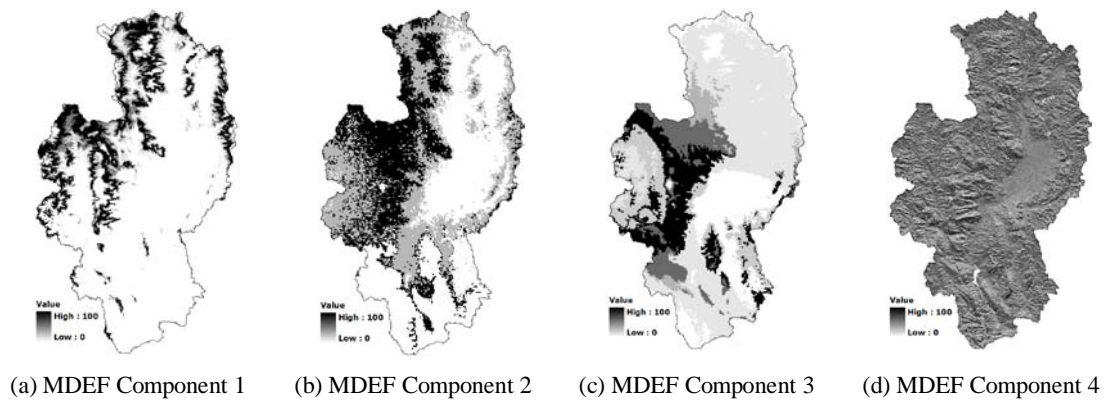 Value
High : 100
Low : 0
Value
High : 100
Low : 0
Value
High : 100
Low : 0
Value
High : 100
Low : 0
(a) MDEF Component 1
(b) MDEF Component 2
(c) MDEF Component 3
(d) MDEF Component 4